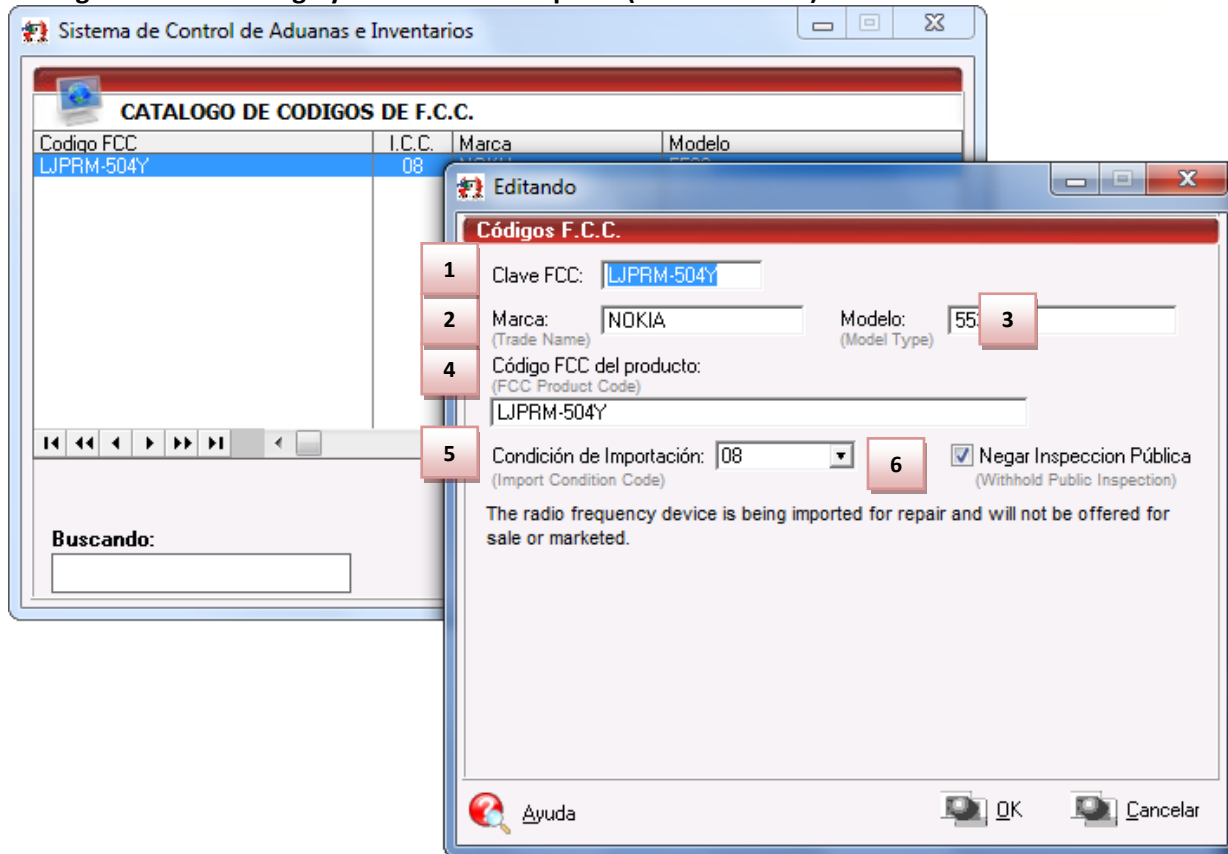 Sistema de Control de Aduanas e Inventarios
CATALOGO DE CODIGOS DE F.C.C.
Codigo FCC I.C.C. Marca Modelo
LJPRM-504Y 08
Buscando:
Editando
Códigos F.C.C.
1 Clave FCC: LJPRM-504Y
2 Marca: NOKIA Modelo: 3
(Trade Name) (Model Type)
4 Código FCC del producto:
(FCC Product Code)
LJPRM-504Y
5 Condición de Importación: 08 6 Negar Inspeccion Pública
(Import Condition Code) (Withhold Public Inspection)
The radio frequency device is being imported for repair and will not be offered for
sale or marketed.
Ayuda OK Cancelar